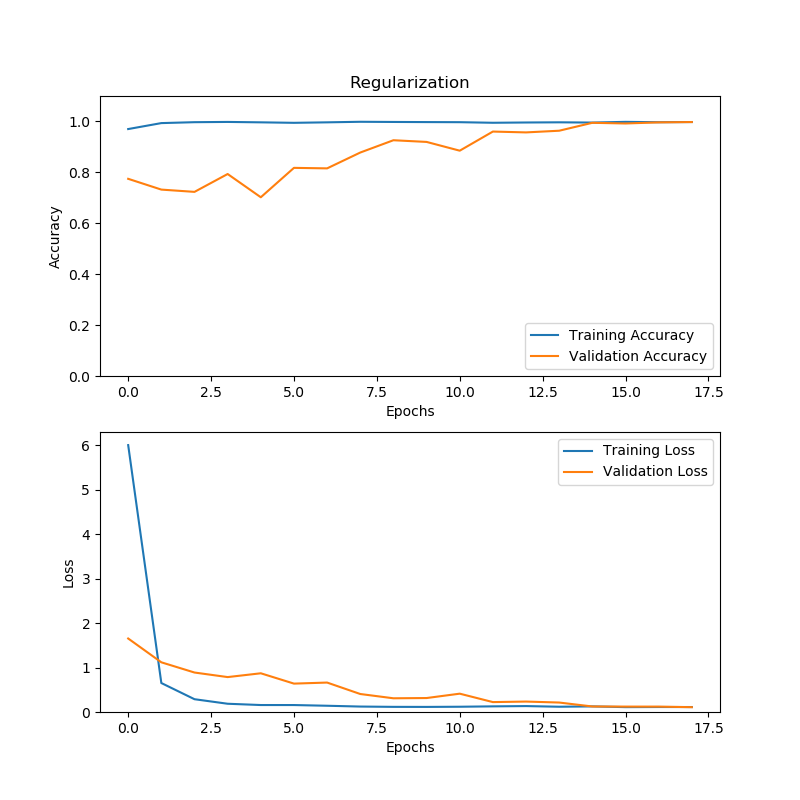 Regularization
1.0
0.8
0.6
0.4
0.2
0.0
Accuracy
Training Accuracy
Validation Accuracy
0.0 2.5 5.0 7.5 10.0 12.5 15.0 17.5
Epochs
6
5
4
3
2
1
0
Loss
Training Loss
Validation Loss
0.0 2.5 5.0 7.5 10.0 12.5 15.0 17.5
Epochs